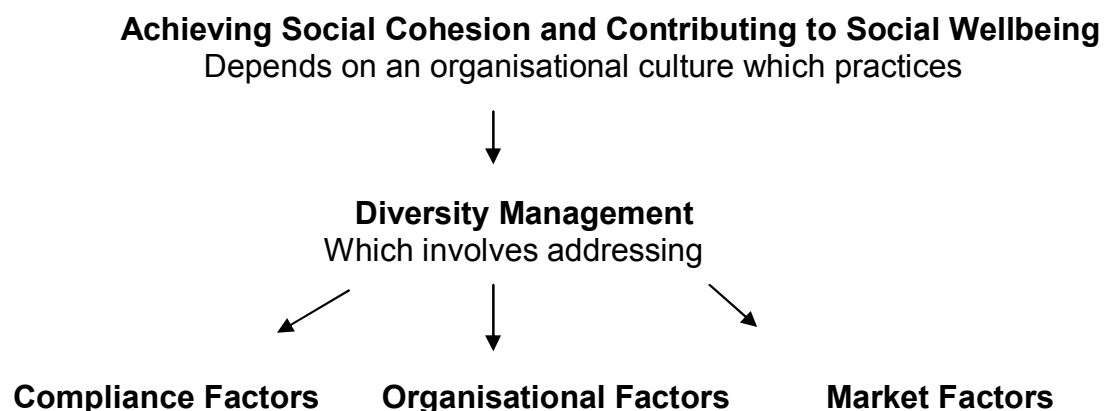 Achieving Social Cohesion and Contributing to Social Wellbeing
Depends on an organisational culture which practices
Diversity Management
Which involves addressing
Compliance Factors Organisational Factors Market Factors